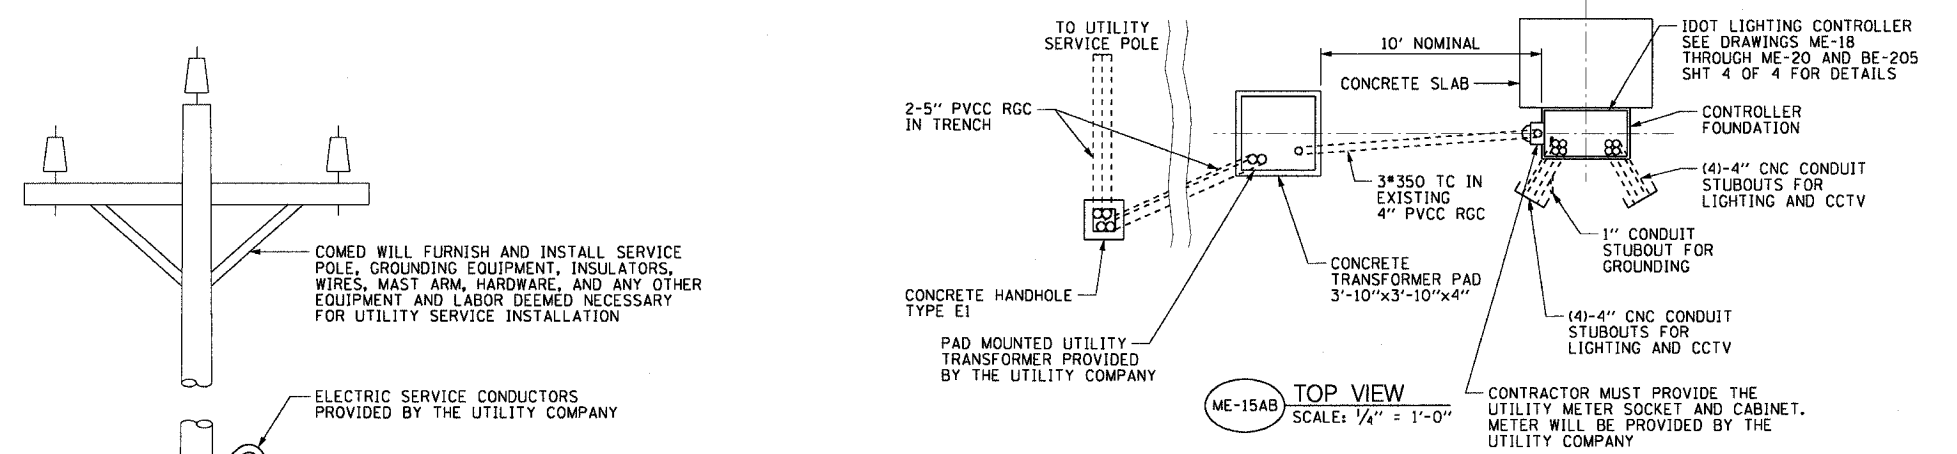 COMED WILL FURNISH AND INSTALL SERVICE
POLE, GROUNDING EQUIPMENT, INSULATORS,
WIRES, MAST ARM, HARDWARE, AND ANY OTHER
EQUIPMENT AND LABOR DEEMED NECESSARY
FOR UTILITY SERVICE INSTALLATION
ELECTRIC SERVICE CONDUCTORS
PROVIDED BY THE UTILITY COMPANY
TO UTILITY
SERVICE POLE
2-5" PVCC RGC
IN TRENCH
CONCRETE HANDHOLE
TYPE E1
PAD MOUNTED UTILITY
TRANSFORMER PROVIDED
BY THE UTILITY COMPANY
10' NOMINAL
CONCRETE SLAB
3#350 TC IN
EXISTING
4" PVCC RGC
CONCRETE
TRANSFORMER PAD
3'-10"x3'-10"x4"
IDOT LIGHTING CONTROLLER
SEE DRAWINGS ME-18
THROUGH ME-20 AND BE-205
SHT 4 OF 4 FOR DETAILS
CONTROLLER
FOUNDATION
(4)-4" CNC CONDUIT
STUBOUTS FOR
LIGHTING AND CCTV
1" CONDUIT
STUBOUT FOR
GROUNDING
(4)-4" CNC CONDUIT
STUBOUTS FOR
LIGHTING AND CCTV
CONTRACTOR MUST PROVIDE THE
UTILITY METER SOCKET AND CABINET.
METER WILL BE PROVIDED BY THE
UTILITY COMPANY
ME-15AB
TOP VIEW
SCALE: 1/4" = 1'-0"